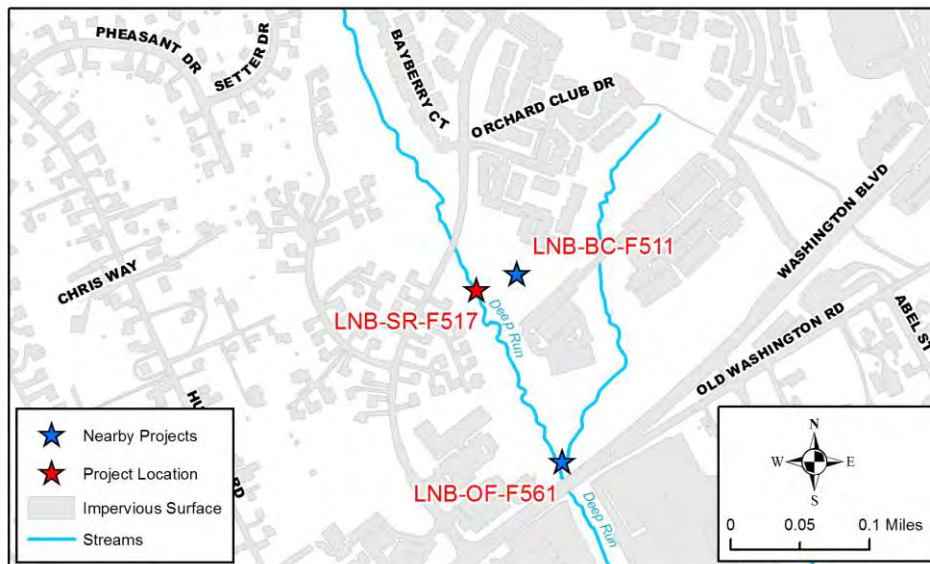 PHEASANT DR
SETTER DR
BAYBERRY CT
ORCHARD CLUB DR
WASHINGTON BLVD
LNB-BC-F511
CHRIS WAY
LNB-SR-F517
Deep Run
OLD WASHINGTON RD
ABEL ST
LNB-OF-F561
Deep Run
RD
Nearby Projects
Project Location
Impervious Surface
Streams
N
W
E
S
0 0.05 0.1 Miles